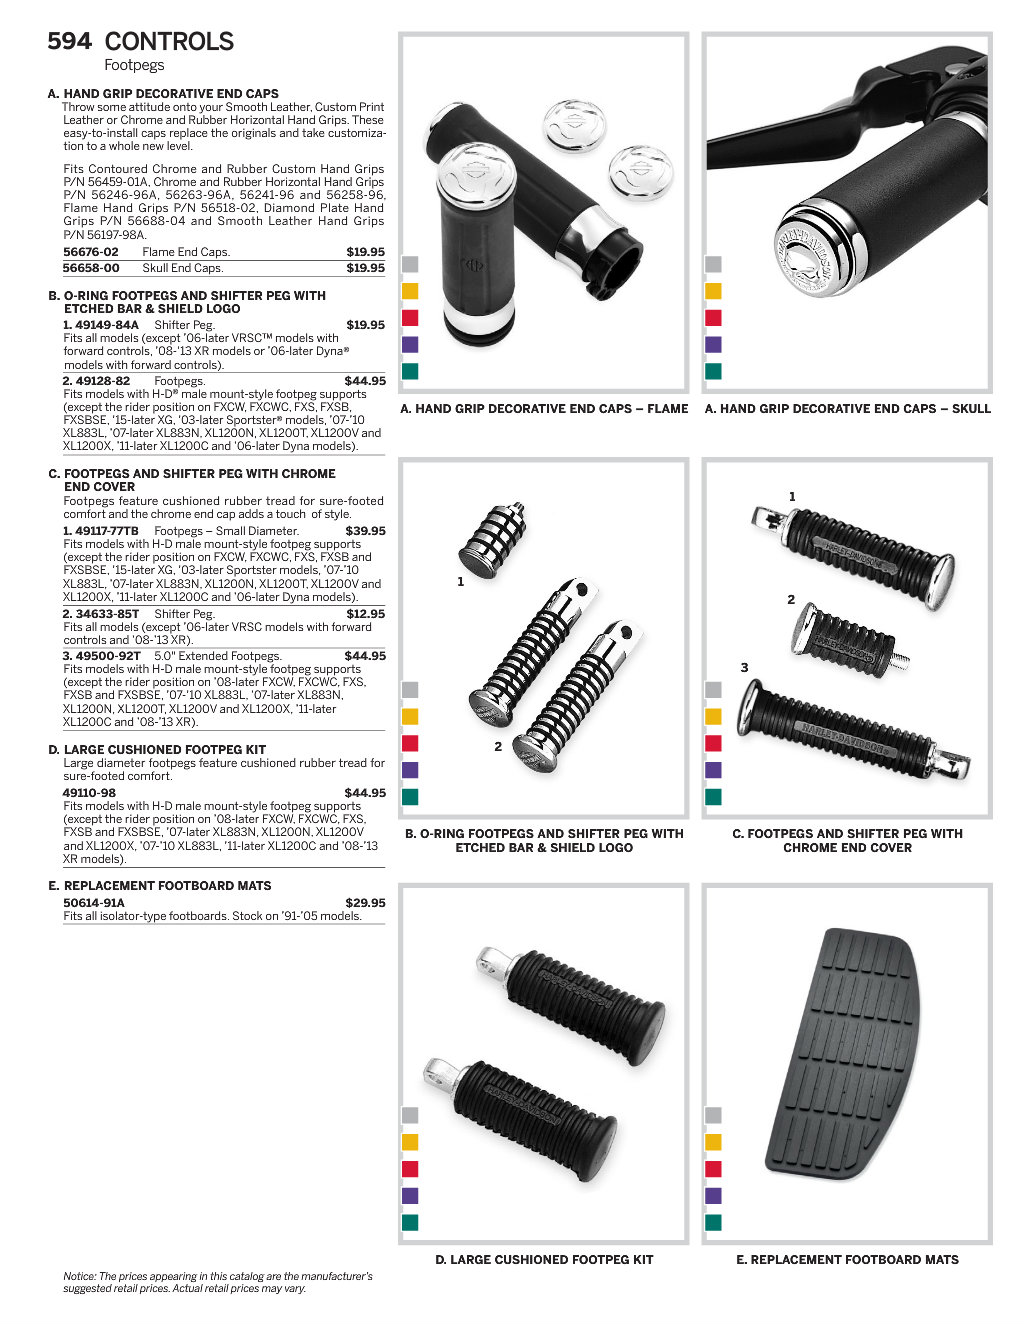 594 CONTROLS
Footpegs
A. HAND GRIP DECORATIVE END CAPS
Throw some attitude onto your Smooth Leather, Custom Print
Leather or Chrome and Rubber Horizontal Hand Grips. These
easy-to-install caps replace the originals and take customiza-
tion to a whole new level.
Fits Contoured Chrome and Rubber Custom Hand Grips
P/N 56459-01A, Chrome and Rubber Horizontal Hand Grips
P/N 56246-96A, 56263-96A, 56241-96 and 56258-96,
Flame Hand Grips P/N 56518-02, Diamond Plate Hand
Grips P/N 56688-04 and Smooth Leather Hand Grips
P/N 56197-98A.
56676-02 Flame End Caps. $19.95
56658-00 Skull End Caps. $19.95
B. O-RING FOOTPEGS AND SHIFTER PEG WITH
ETCHED BAR & SHIELD LOGO
1. 49149-84A Shifter Peg. $19.95
Fits all models (except ’06-later VRSC™ models with
forward controls, ’08-’13 XR models or ’06-later Dyna®
models with forward controls).
2. 49128-82 Footpegs. $44.95
Fits models with H-D® male mount-style footpeg supports
(except the rider position on FXCW, FXCWC, FXS, FXSB,
FXSBSE, ’15-later XG, ’03-later Sportster® models, ’07-’10
XL883L, ’07-later XL883N, XL1200N, XL1200T, XL1200V and
XL1200X, ’11-later XL1200C and ’06-later Dyna models).
C. FOOTPEGS AND SHIFTER PEG WITH CHROME
END COVER
Footpegs feature cushioned rubber tread for sure-footed
comfort and the chrome end cap adds a touch of style.
1. 49117-77TB Footpegs – Small Diameter. $39.95
Fits models with H-D male mount-style footpeg supports
(except the rider position on FXCW, FXCWC, FXS, FXSB and
FXSBSE, ’15-later XG, ’03-later Sportster models, ’07-’10
XL883L, ’07-later XL883N, XL1200N, XL1200T, XL1200V and
XL1200X, ’11-later XL1200C and ’06-later Dyna models).
2. 34633-85T Shifter Peg. $12.95
Fits all models (except ’06-later VRSC models with forward
controls and ’08-’13 XR).
3. 49500-92T 5.0" Extended Footpegs. $44.95
Fits models with H-D male mount-style footpeg supports
(except the rider position on ’08-later FXCW, FXCWC, FXS,
FXSB and FXSBSE, ’07-’10 XL883L, ’07-later XL883N,
XL1200N, XL1200T, XL1200V and XL1200X, ’11-later
XL1200C and ’08-’13 XR).
D. LARGE CUSHIONED FOOTPEG KIT
Large diameter footpegs feature cushioned rubber tread for
sure-footed comfort.
49110-98 $44.95
Fits models with H-D male mount-style footpeg supports
(except the rider position on ’08-later FXCW, FXCWC, FXS,
FXSB and FXSBSE, ’07-later XL883N, XL1200N, XL1200V
and XL1200X, ’07-’10 XL883L, ’11-later XL1200C and ’08-’13
XR models).
E. REPLACEMENT FOOTBOARD MATS
50614-91A $29.95
Fits all isolator-type footboards. Stock on ’91-’05 models.
Notice: The prices appearing in this catalog are the manufacturer’s
suggested retail prices. Actual retail prices may vary.
HARLEY-DAVIDSON
A. HAND GRIP DECORATIVE END CAPS – FLAME
A. HAND GRIP DECORATIVE END CAPS – SKULL
1
2
B. O-RING FOOTPEGS AND SHIFTER PEG WITH
ETCHED BAR & SHIELD LOGO
1
HARLEY-DAVIDSON
2
HARLEY-DAVIDSON
3
HARLEY-DAVIDSON®
C. FOOTPEGS AND SHIFTER PEG WITH
CHROME END COVER
HARLEY-DAVIDSON
HARLEY-DAVIDSON
D. LARGE CUSHIONED FOOTPEG KIT
E. REPLACEMENT FOOTBOARD MATS